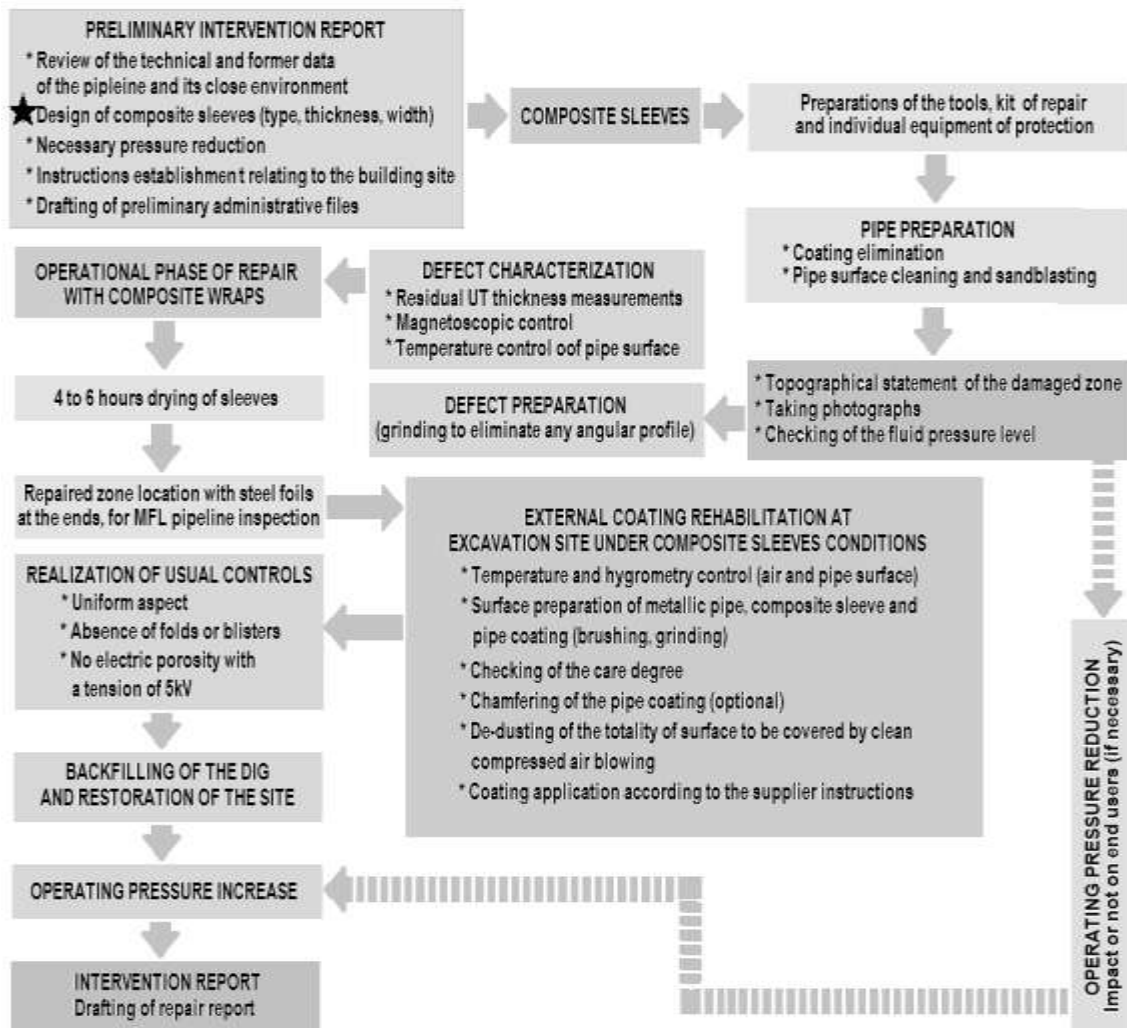 PRELIMINARY INTERVENTION REPORT
* Review of the technical and former data
of the pipleine and its close environment
★ Design of composite sleeves (type, thickness, width)
* Necessary pressure reduction
* Instructions establishment relating to the building site
* Drafting of preliminary administrative files
COMPOSITE SLEEVES
Preparations of the tools, kit of repair
and individual equipment of protection
PIPE PREPARATION
* Coating elimination
* Pipe surface cleaning and sandblasting
* Topographical statement of the damaged zone
* Taking photographs
* Checking of the fluid pressure level
DEFECT PREPARATION
(grinding to eliminate any angular profile)
DEFECT CHARACTERIZATION
* Residual UT thickness measurements
* Magnetoscopic control
* Temperature control oof pipe surface
OPERATIONAL PHASE OF REPAIR
WITH COMPOSITE WRAPS
4 to 6 hours drying of sleeves
Repaired zone location with steel foils
at the ends, for MFL pipeline inspection
EXTERNAL COATING REHABILITATION AT
EXCAVATION SITE UNDER COMPOSITE SLEEVES CONDITIONS
* Temperature and hygrometry control (air and pipe surface)
* Surface preparation of metallic pipe, composite sleeve and
pipe coating (brushing, grinding)
* Checking of the care degree
* Chamfering of the pipe coating (optional)
* De-dusting of the totality of surface to be covered by clean
compressed air blowing
* Coating application according to the supplier instructions
REALIZATION OF USUAL CONTROLS
* Uniform aspect
* Absence of folds or blisters
* No electric porosity with
a tension of 5kV
BACKFILLING OF THE DIG
AND RESTORATION OF THE SITE
OPERATING PRESSURE INCREASE
INTERVENTION REPORT
Drafting of repair report
OPERATING PRESSURE REDUCTION
Impact or not on end users (if necessary)